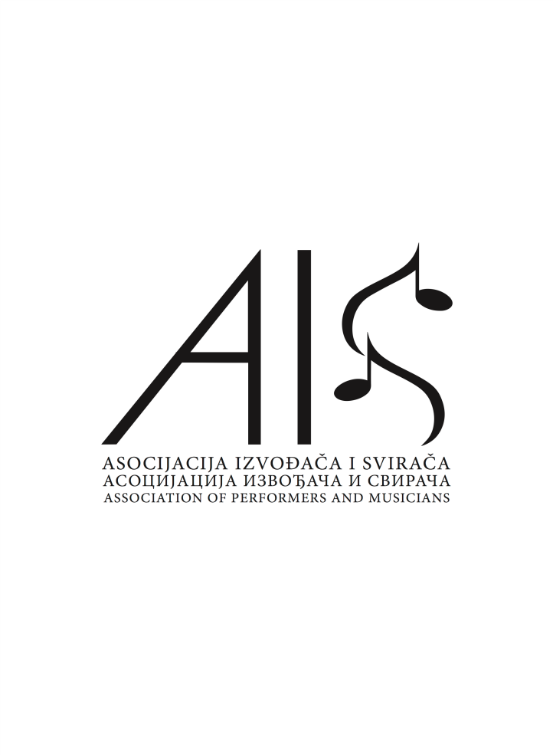 AIS
ASOCIJACIJA IZVOĐAČA I SVIRAČA
АСОЦИЈАЦИЈА ИЗВОЂАЧА И СВИРАЧА
ASSOCIATION OF PERFORMERS AND MUSICIANS